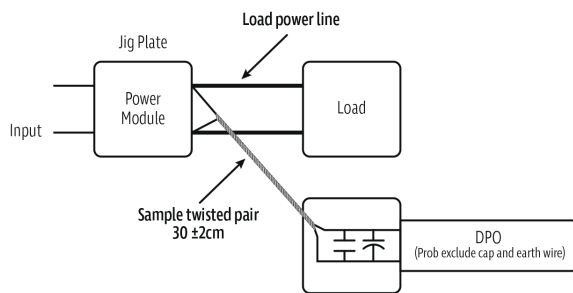 Load power line
Jig Plate
Power
Module
Load
Input
Sample twisted pair
30 ±2cm
DPO
(Prob exclude cap and earth wire)